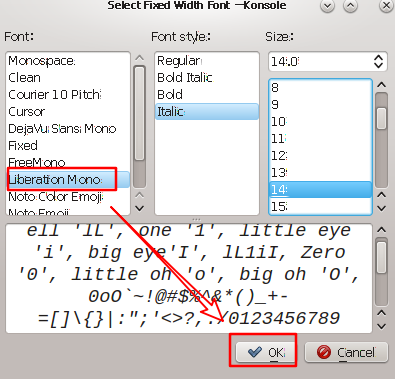 Select Fixed Width Font — Konsole
Font:
Font style:
Size:
Monospace
Clean
Courier 10 Pitch
Cursor
DejaVu Sans Mono
Fixed
FreeMono
Liberation Mono
Noto Color Emoji
Noto Emoji
Regular
Bold Italic
Bold
Italic
14.0
8
9
10
11
12
13
14
15
ell 'lL', one '1', little eye
'i', big eye'I', lL1iI, Zero
'0', little oh 'o', big oh 'O',
0oO`~!@#$%^&*()_+-
=[]\{}|:";'<>?,./0123456789
OK
Cancel